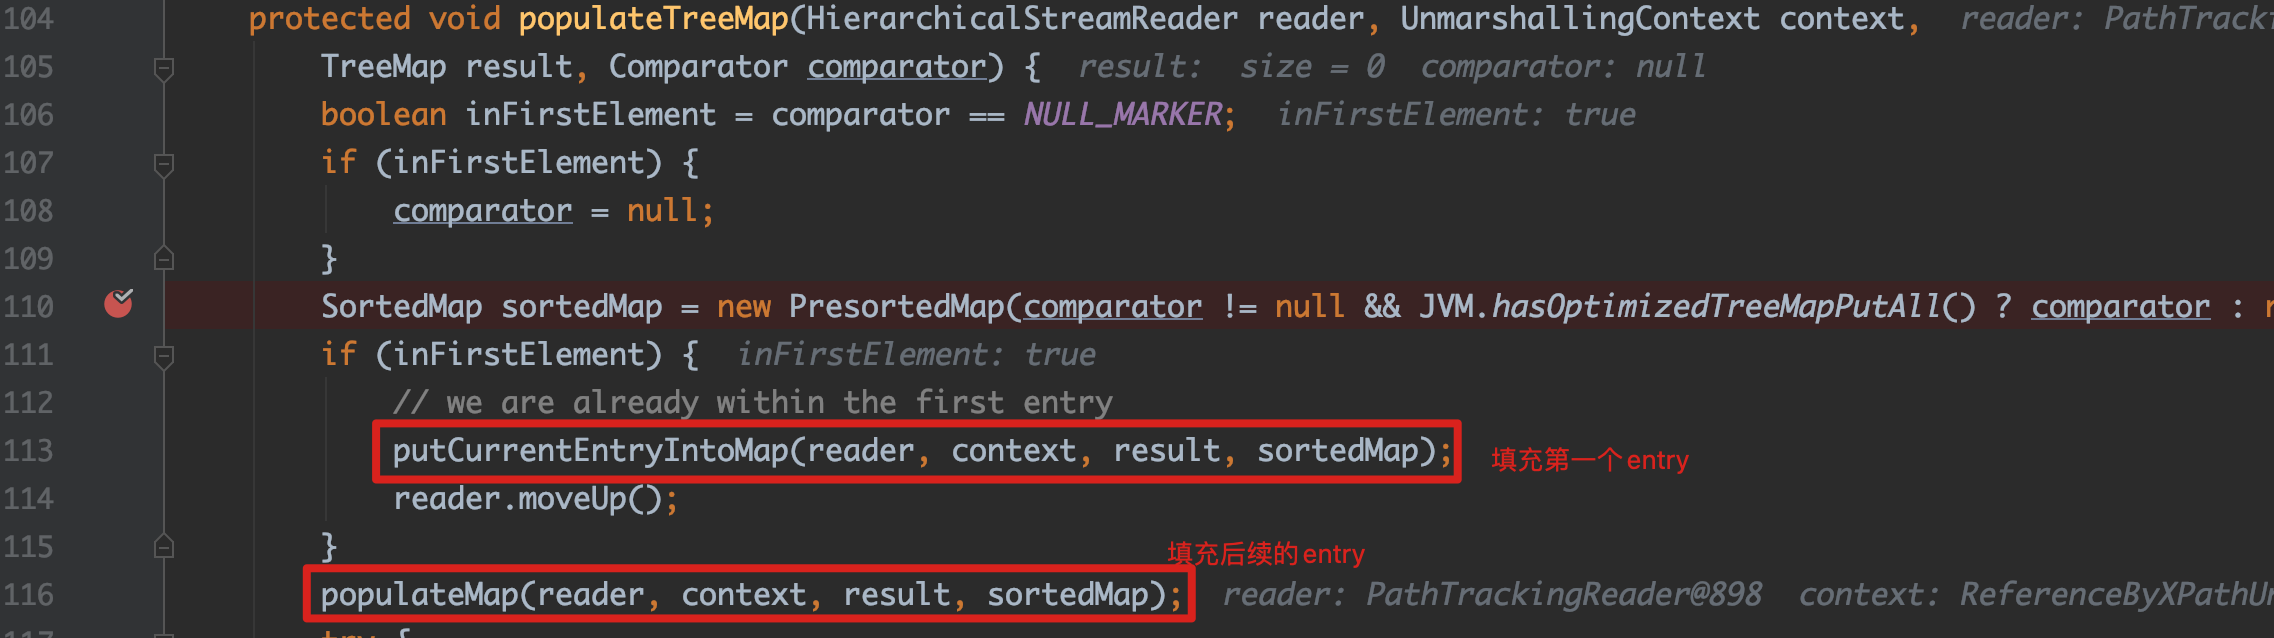 104 protected void populateTreeMap(HierarchicalStreamReader reader, UnmarshallingContext context, reader: PathTracki
105 TreeMap result, Comparator comparator) { result: size = 0 comparator: null
106 boolean inFirstElement = comparator == NULL_MARKER; inFirstElement: true
107 if (inFirstElement) {
108 comparator = null;
109 }
110 SortedMap sortedMap = new PresortedMap(comparator != null && JVM.hasOptimizedTreeMapPutAll() ? comparator :
111 if (inFirstElement) { inFirstElement: true
112 // we are already within the first entry
113 putCurrentEntryIntoMap(reader, context, result, sortedMap); 填充第一个entry
114 reader.moveUp();
115 }
填充后续的entry
116 populateMap(reader, context, result, sortedMap); reader: PathTrackingReader@898 context: ReferenceByXPathUn
117 try {